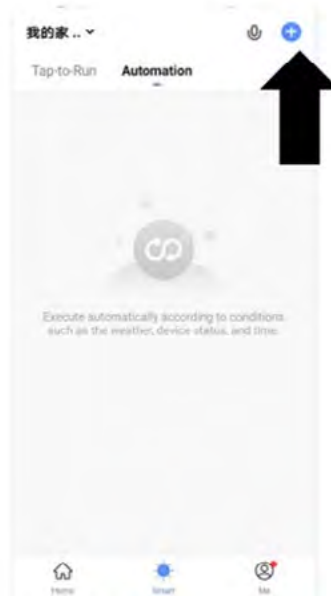 我的家 ..
Tap-to-Run Automation
Execute automatically according to conditions
such as the weather, device status, and time.
Home Smart Me